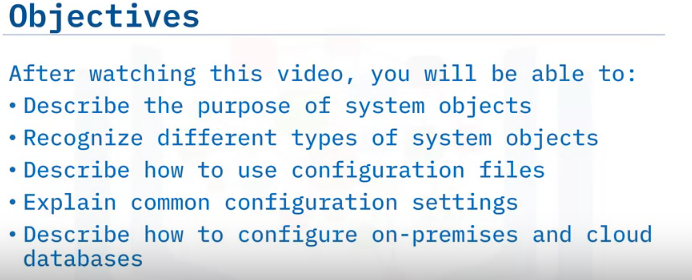 Objectives
After watching this video, you will be able to:
• Describe the purpose of system objects
• Recognize different types of system objects
• Describe how to use configuration files
• Explain common configuration settings
• Describe how to configure on-premises and cloud
databases